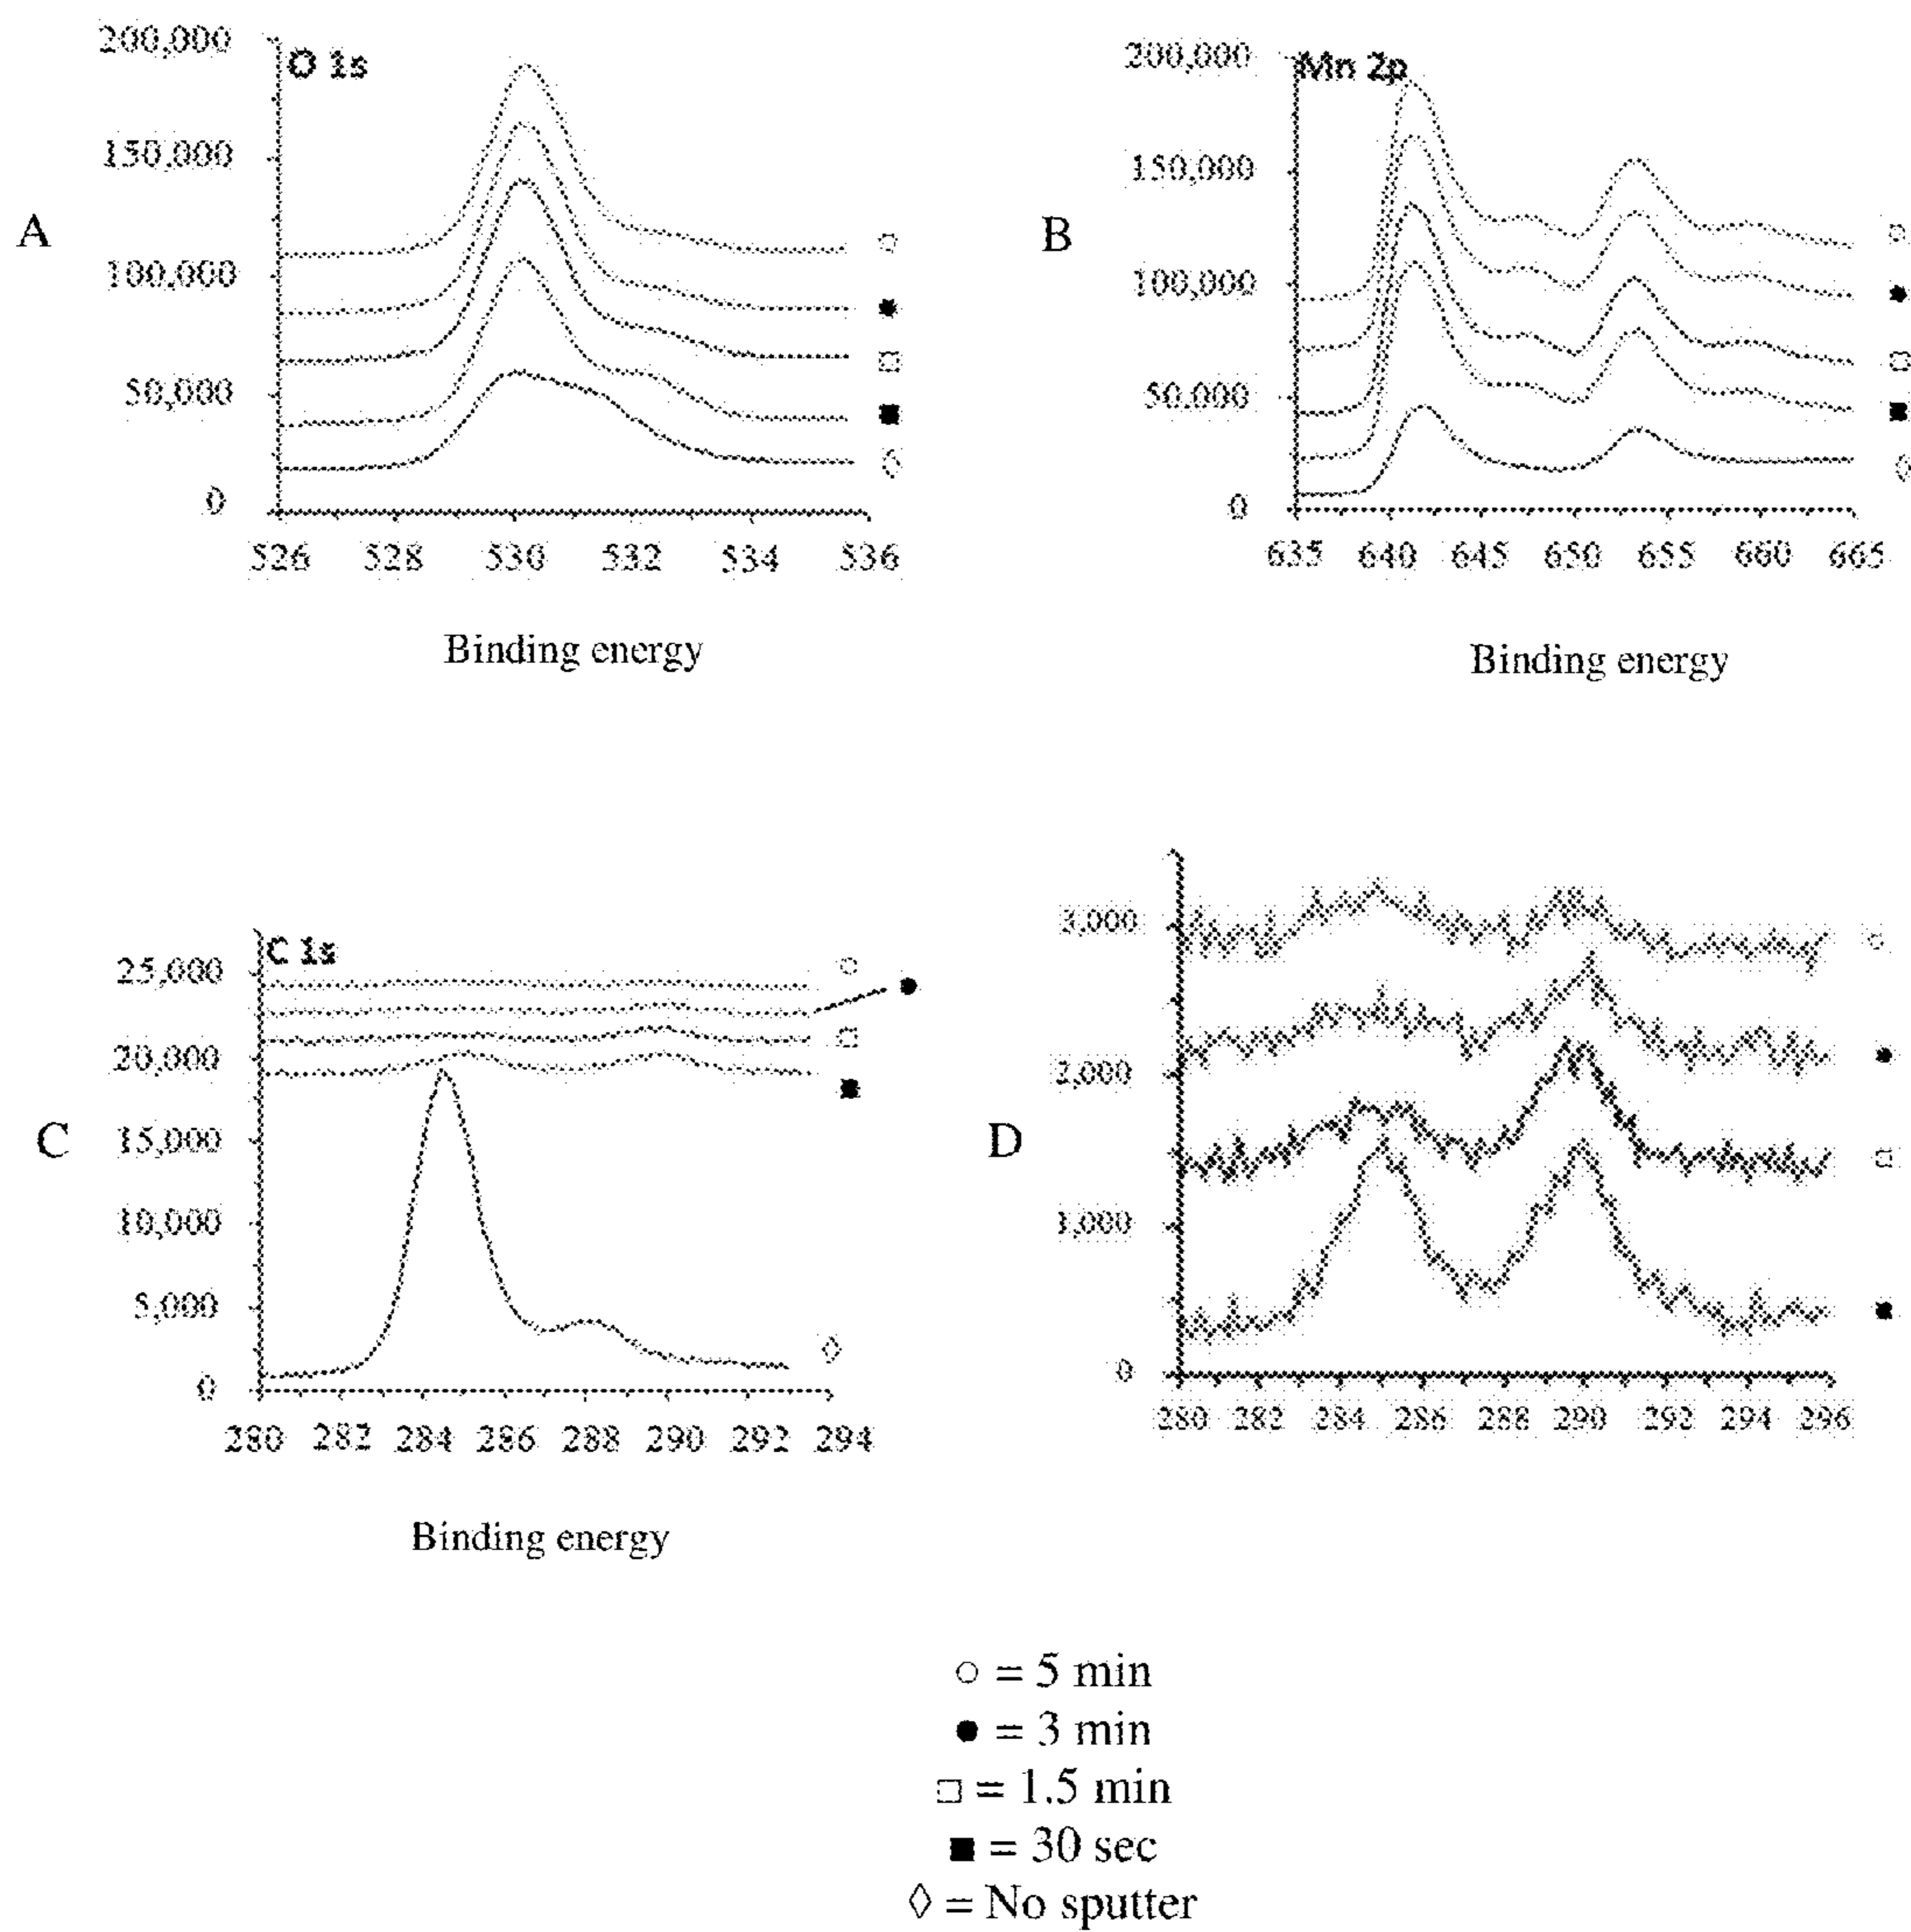 A
O 1s
200,000
150,000
100,000
50,000
0
526 528 530 532 534 536
Binding energy
B
Mn 2p
200,000
150,000
100,000
50,000
0
635 640 645 650 655 660 665
Binding energy
C
C 1s
25,000
20,000
15,000
10,000
5,000
0
280 282 284 286 288 290 292 294
Binding energy
D
3,000
2,000
1,000
0
280 282 284 286 288 290 292 294 296
○ = 5 min
● = 3 min
□ = 1.5 min
■ = 30 sec
◊ = No sputter